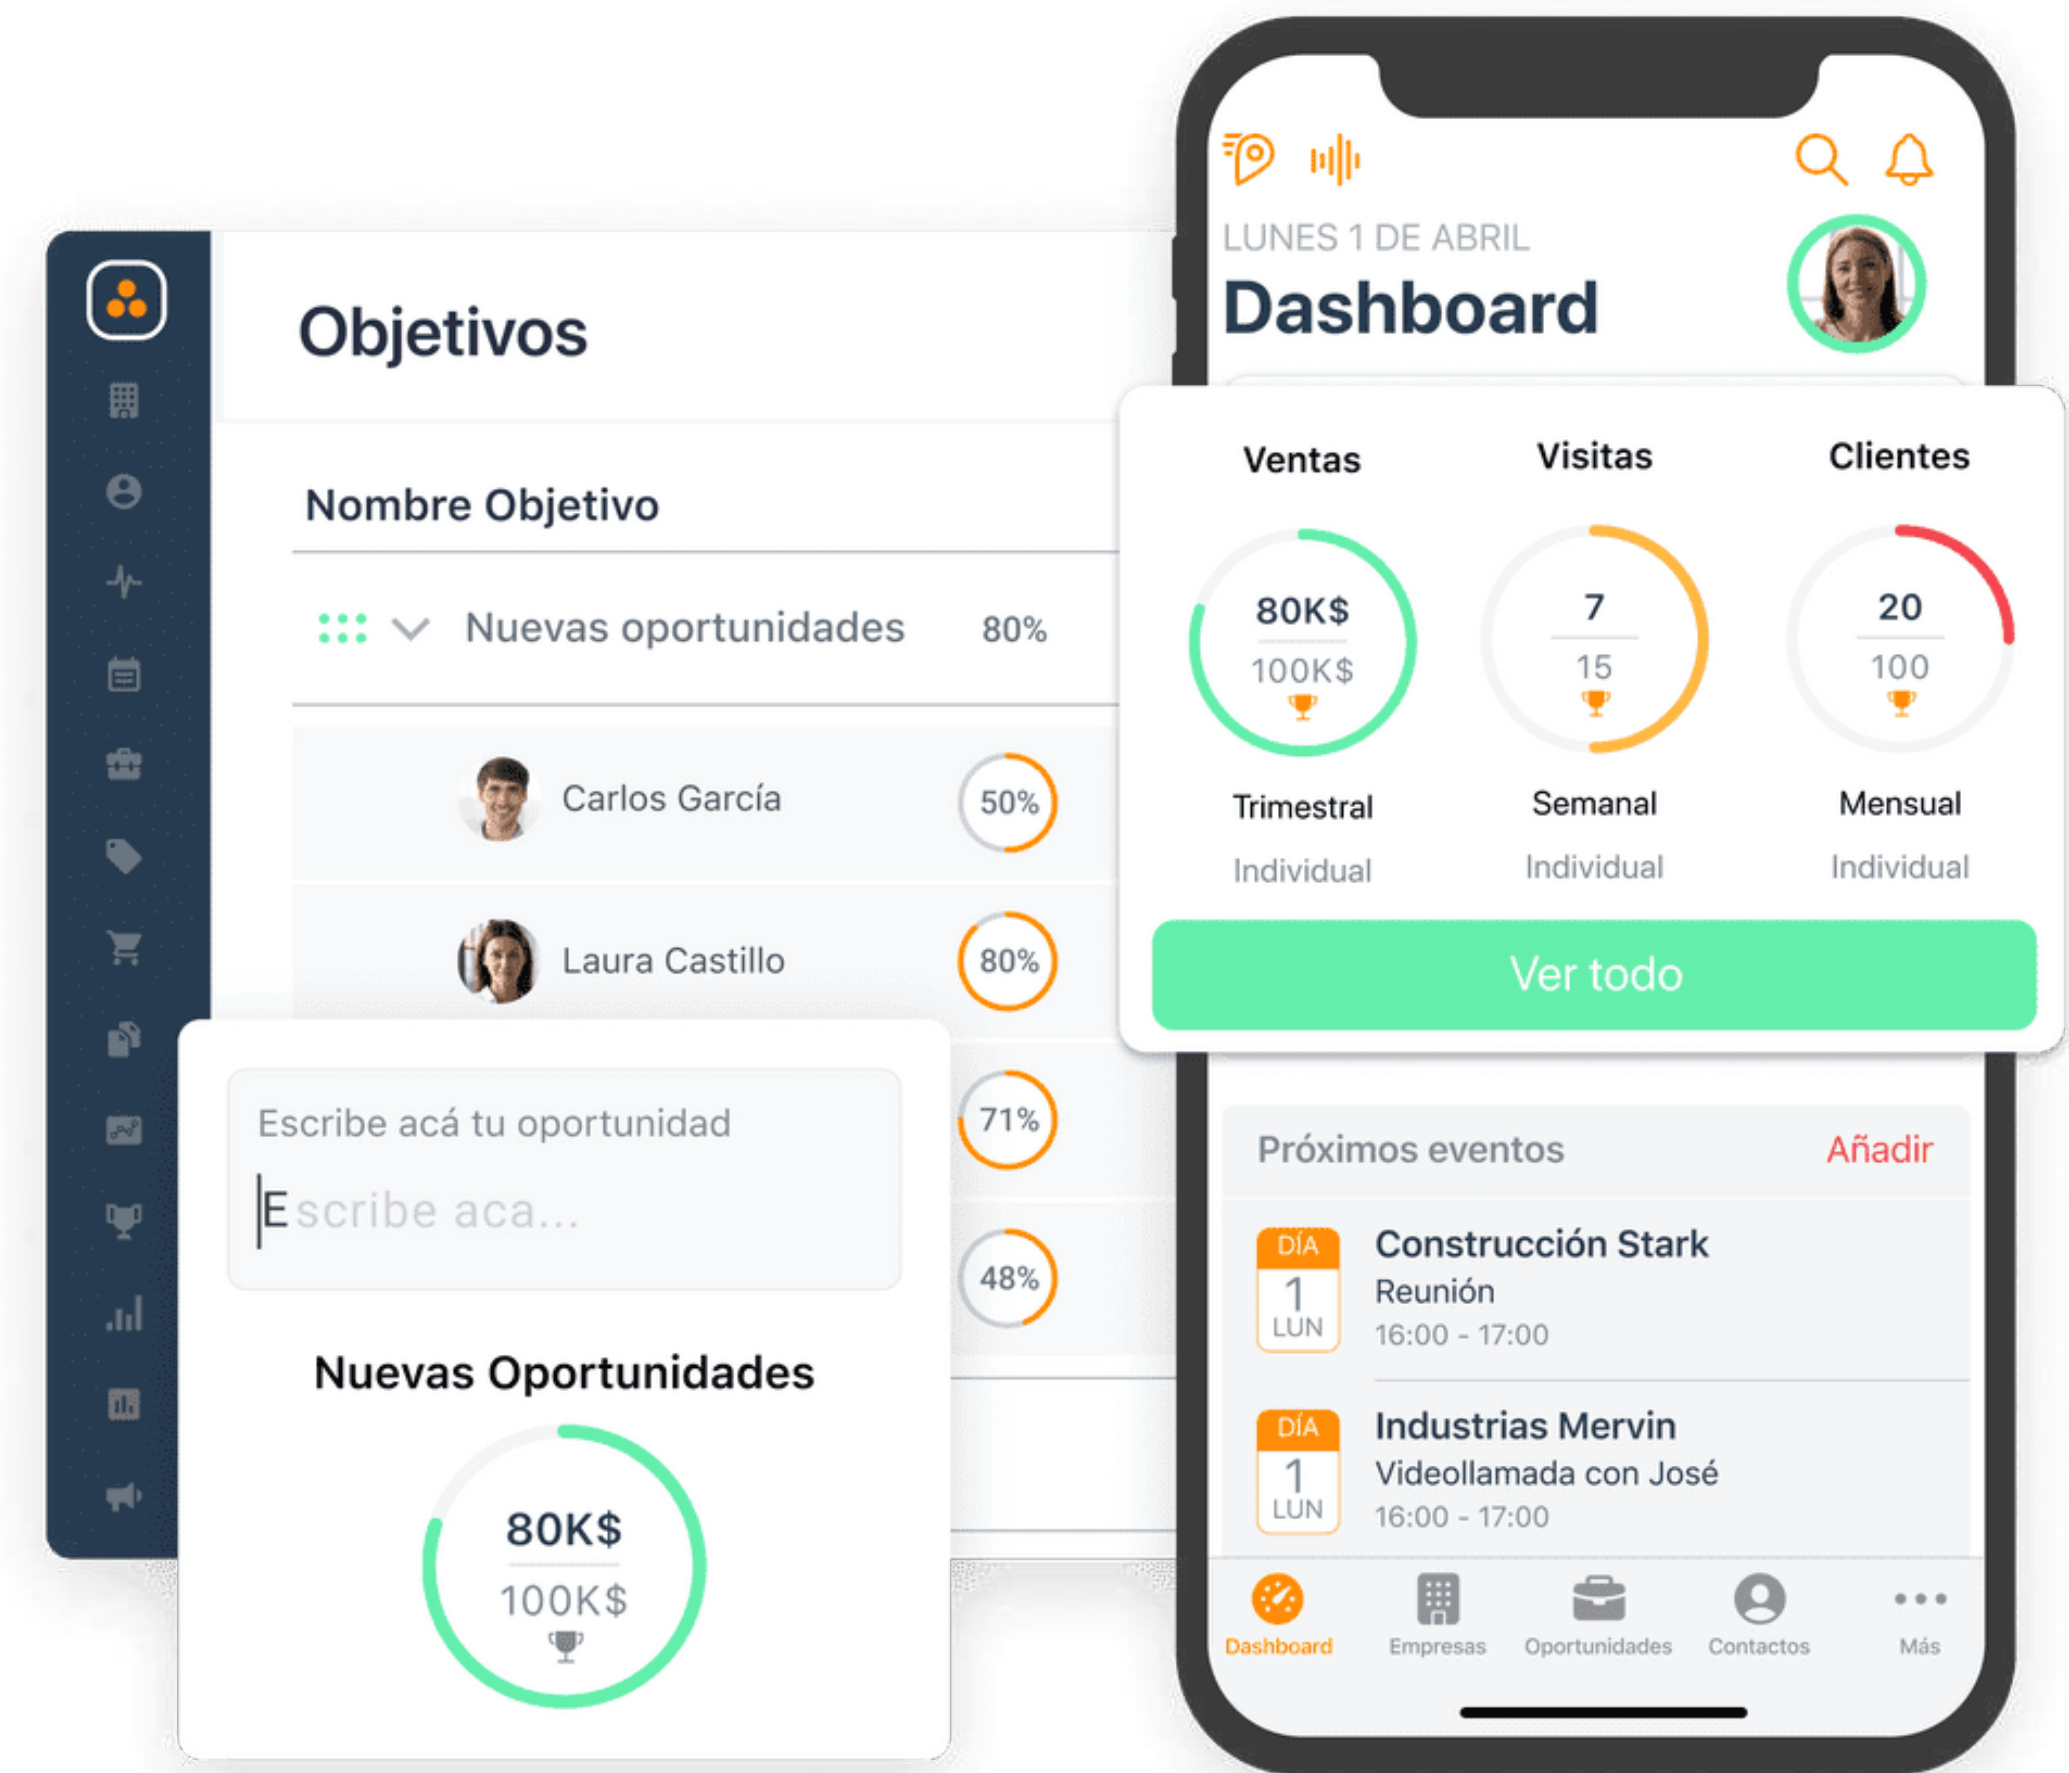 Objetivos
Nombre Objetivo
Nuevas oportunidades 80%
Carlos García 50%
Laura Castillo 80%
71%
48%
Escribe acá tu oportunidad
Escribe aca...
Nuevas Oportunidades
80K$
100K$
LUNES 1 DE ABRIL
Dashboard
Ventas Visitas Clientes
80K$ 7 20
100K$ 15 100
Trimestral Semanal Mensual
Individual Individual Individual
Ver todo
Próximos eventos Añadir
DÍA
1
LUN
Construcción Stark
Reunión
16:00 - 17:00
DÍA
1
LUN
Industrias Mervin
Videollamada con José
16:00 - 17:00
Dashboard Empresas Oportunidades Contactos Más